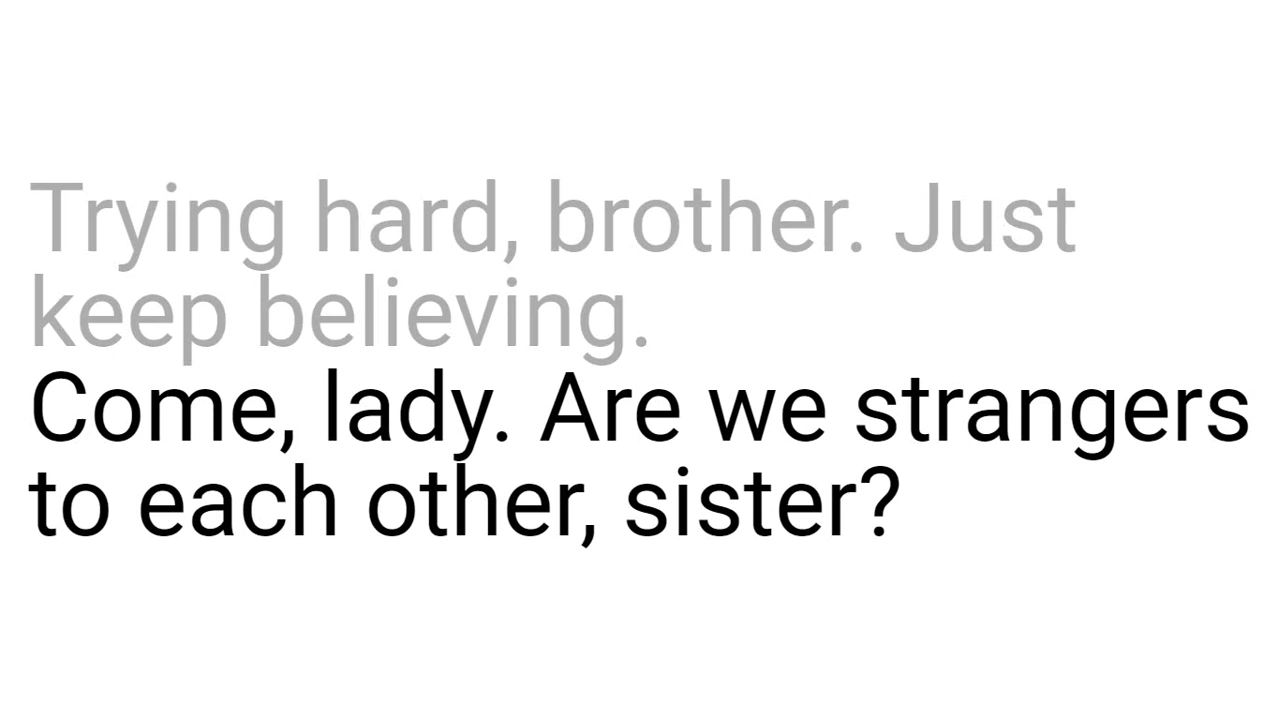 Trying hard, brother. Just
keep believing.
Come, lady. Are we strangers
to each other, sister?